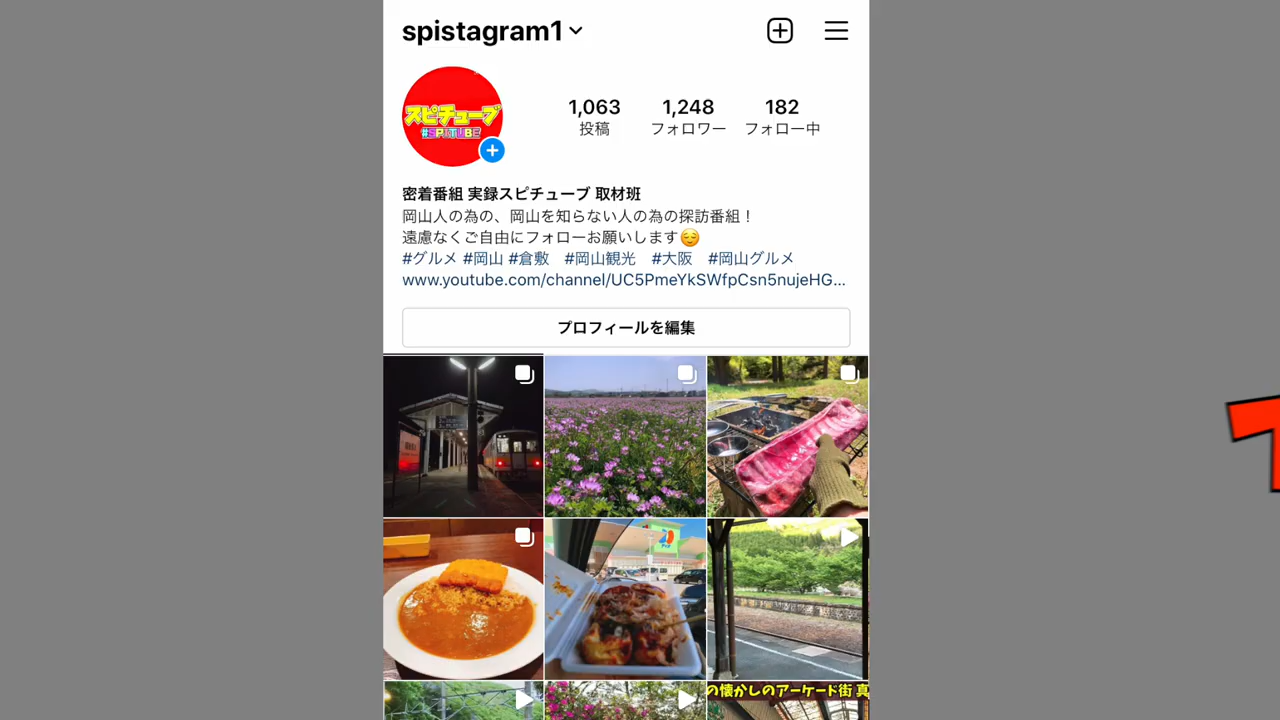 spistagram1
スピチューブ
#SPITUBE
1,063 1,248 182
投稿 フォロワー フォロー中
密着番組 実録スピチューブ 取材班
岡山人の為の、岡山を知らない人の為の探訪番組！
遠慮なくご自由にフォローお願いします😌
#グルメ #岡山 #倉敷 #岡山観光 #大阪 #岡山グルメ
www.youtube.com/channel/UC5PmeYkSWfpCsn5nujeHG...
プロフィールを編集
の懐かしのアーケード街 真